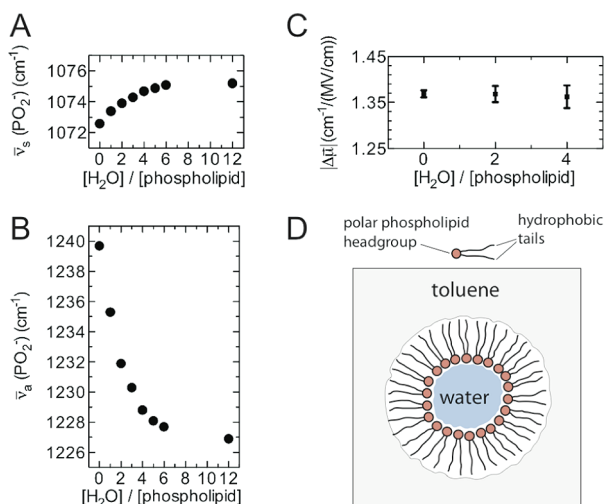 A
ν̄s (PO₂⁻) (cm⁻¹)
1076
1074
1072
0 2 4 6 8 10 12
[H₂O] / [phospholipid]
C
|Δμ⃗|(cm⁻¹/(MV/cm))
1.45
1.35
1.25
0 2 4
[H₂O] / [phospholipid]
B
ν̄a (PO₂⁻) (cm⁻¹)
1240
1238
1236
1234
1232
1230
1228
1226
0 2 4 6 8 10 12
[H₂O] / [phospholipid]
D
polar phospholipid
headgroup
hydrophobic
tails
toluene
water